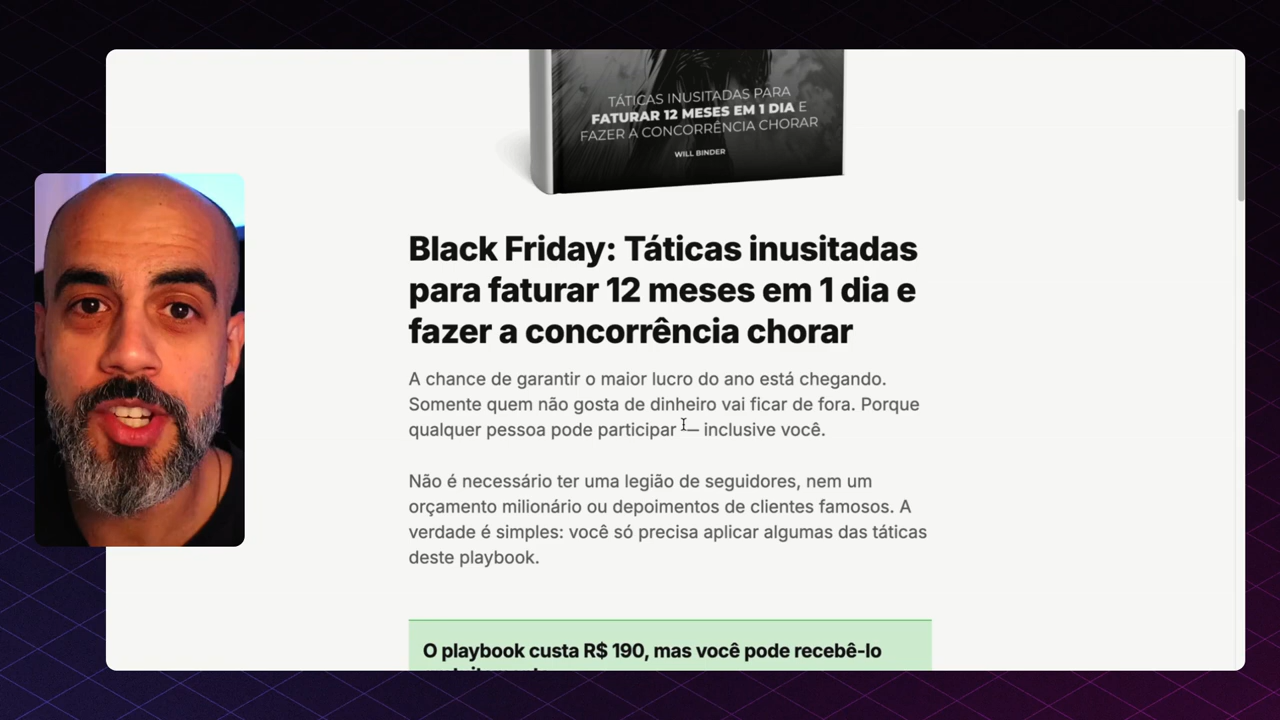 TÁTICAS INUSITADAS PARA
FATURAR 12 MESES EM 1 DIA E
FAZER A CONCORRÊNCIA CHORAR
WILL BINDER
Black Friday: Táticas inusitadas
para faturar 12 meses em 1 dia e
fazer a concorrência chorar
A chance de garantir o maior lucro do ano está chegando.
Somente quem não gosta de dinheiro vai ficar de fora. Porque
qualquer pessoa pode participar — inclusive você.
Não é necessário ter uma legião de seguidores, nem um
orçamento milionário ou depoimentos de clientes famosos. A
verdade é simples: você só precisa aplicar algumas das táticas
deste playbook.
O playbook custa R$ 190, mas você pode recebê-lo